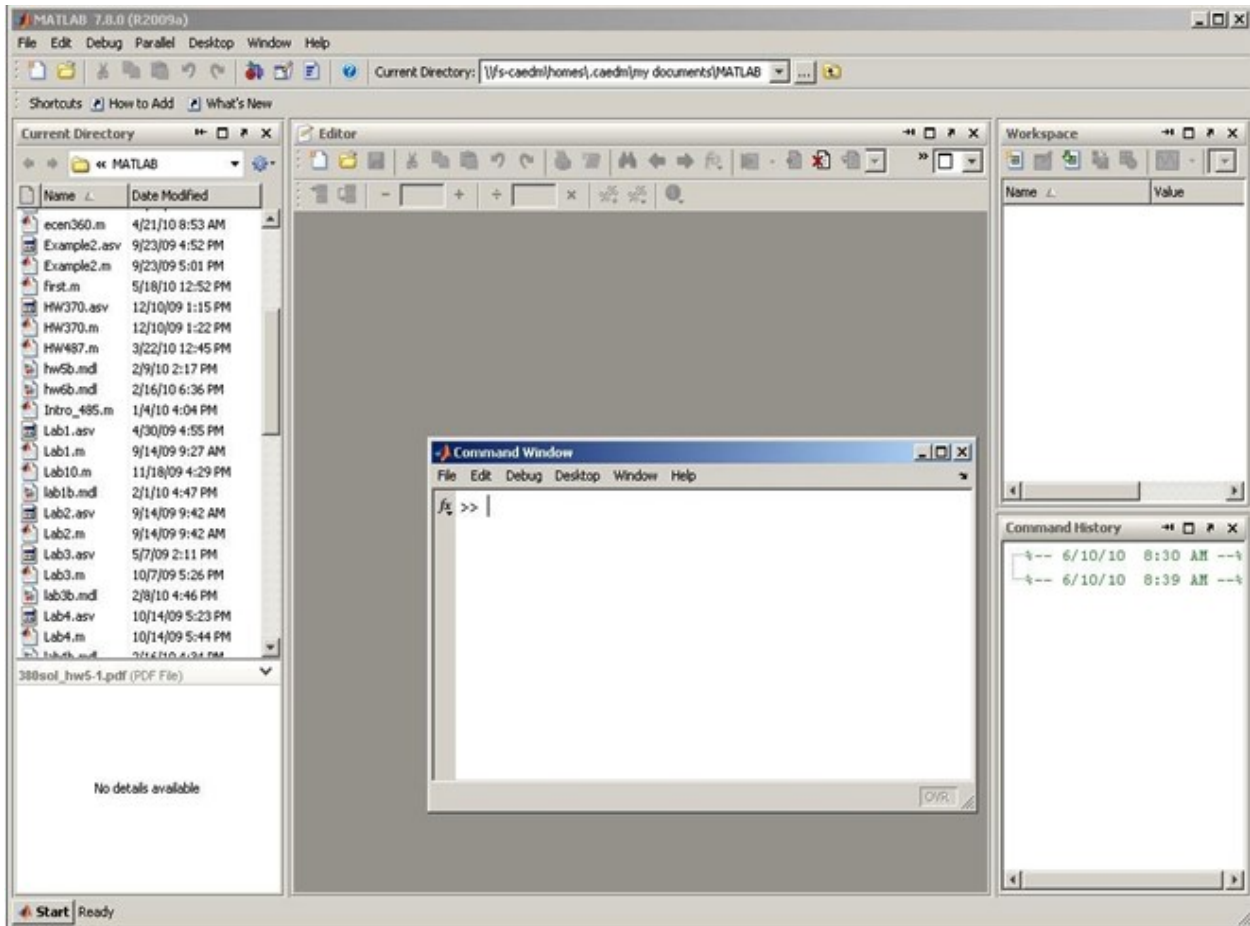 MATLAB 7.8.0 (R2009a)
File Edit Debug Parallel Desktop Window Help
Current Directory: \\fs-caedm\homes\.caedm\my documents\MATLAB
Shortcuts How to Add What's New
Current Directory
« MATLAB
Name Date Modified
ecen360.m 4/21/10 8:53 AM
Example2.asv 9/23/09 4:52 PM
Example2.m 9/23/09 5:01 PM
first.m 5/18/10 12:52 PM
HW370.asv 12/10/09 1:15 PM
HW370.m 12/10/09 1:22 PM
HW487.m 3/22/10 12:45 PM
hw5b.mdl 2/9/10 2:17 PM
hw6b.mdl 2/16/10 6:36 PM
Intro_485.m 1/4/10 4:04 PM
Lab1.asv 4/30/09 4:55 PM
Lab1.m 9/14/09 9:27 AM
Lab10.m 11/18/09 4:29 PM
lab1b.mdl 2/1/10 4:47 PM
Lab2.asv 9/14/09 9:42 AM
Lab2.m 9/14/09 9:42 AM
Lab3.asv 5/7/09 2:11 PM
Lab3.m 10/7/09 5:26 PM
lab3b.mdl 2/8/10 4:46 PM
Lab4.asv 10/14/09 5:23 PM
Lab4.m 10/14/09 5:44 PM
380sol_hw5-1.pdf (PDF File)
No details available
Editor
Command Window
File Edit Debug Desktop Window Help
fx >>
OVR
Workspace
Name Value
Command History
%-- 6/10/10 8:30 AM --%
%-- 6/10/10 8:39 AM --%
Start Ready